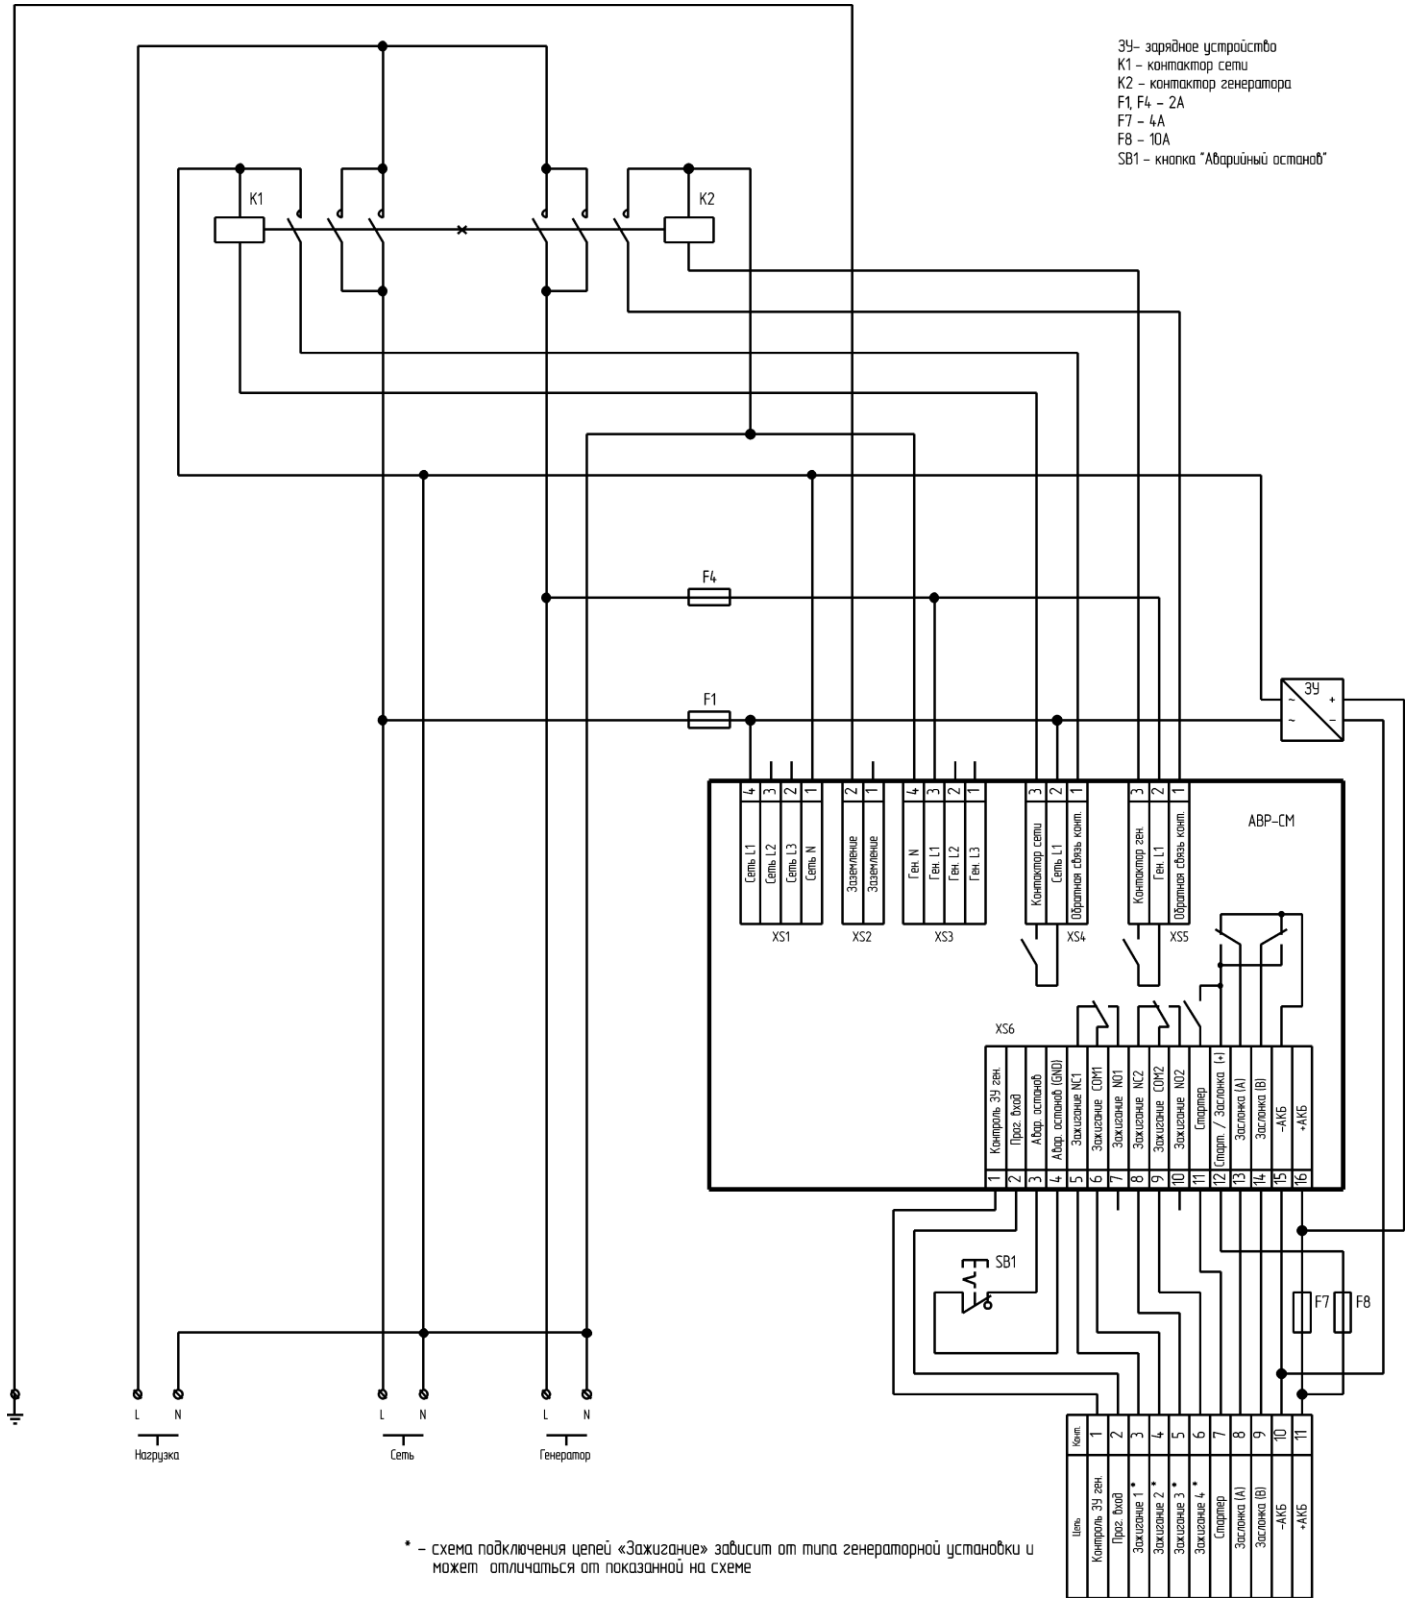 ЗУ– зарядное устройство
К1 – контактор сети
К2 – контактор генератора
F1, F4 – 2А
F7 – 4А
F8 – 10А
SB1 – кнопка "Аварийный останов"
К1
К2
F4
F1
ЗУ
~ +
~ –
АВР-СМ
4 3 2 1
2 1
4 3 2 1
3 2 1
3 2 1
Сеть L1
Сеть L2
Сеть L3
Сеть N
Заземление
Заземление
Ген. N
Ген. L1
Ген. L2
Ген. L3
Контактор сети
Сеть L1
Обратная связь конт.
Контактор ген.
Ген. L1
Обратная связь конт.
XS1
XS2
XS3
XS4
XS5
XS6
Контроль ЗУ ген.
Прог. вход
Авар. останов
Авар. останов (GND)
Зажигание NC1
Зажигание COM1
Зажигание NO1
Зажигание NC2
Зажигание COM2
Зажигание NO2
Стартер
Старт. / Заслонка (+)
Заслонка (А)
Заслонка (В)
-АКБ
+АКБ
1 2 3 4 5 6 7 8 9 10 11 12 13 14 15 16
SB1
F7
F8
L N
Нагрузка
L N
Сеть
L N
Генератор
Конт.
1 2 3 4 5 6 7 8 9 10 11
Цепь
Контроль ЗУ ген.
Прог. вход
Зажигание 1 *
Зажигание 2 *
Зажигание 3 *
Зажигание 4 *
Стартер
Заслонка (А)
Заслонка (В)
-АКБ
+АКБ
* – схема подключения цепей «Зажигание» зависит от типа генераторной установки и
может отличаться от показанной на схеме